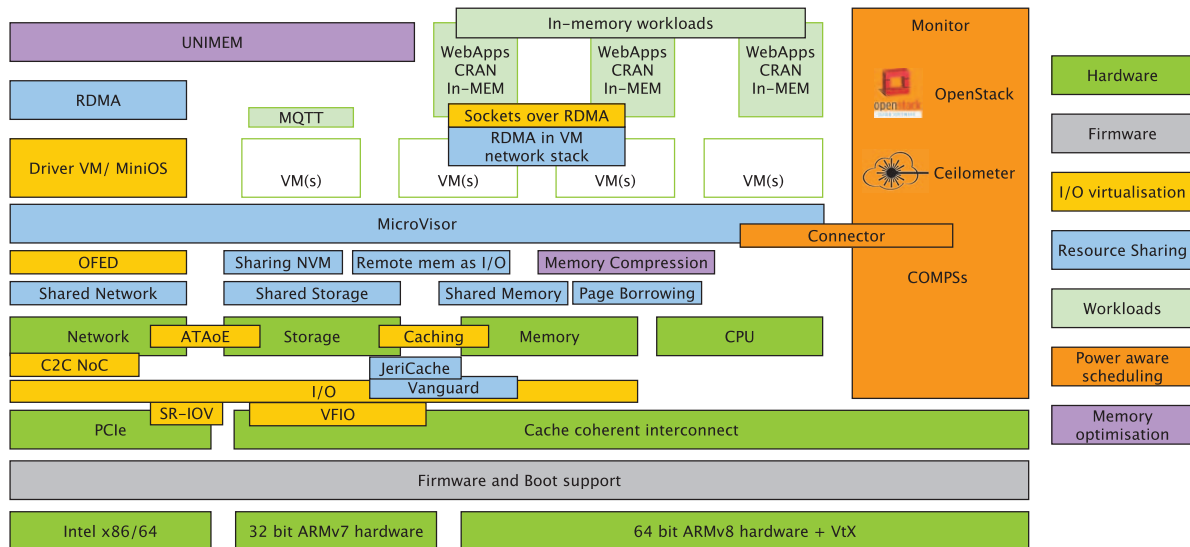 In-memory workloads
UNIMEM
WebApps
CRAN
In-MEM
WebApps
CRAN
In-MEM
WebApps
CRAN
In-MEM
RDMA
MQTT
Sockets over RDMA
RDMA in VM
network stack
Driver VM/ MiniOS
VM(s)
VM(s)
VM(s)
VM(s)
MicroVisor
Connector
OFED
Sharing NVM
Remote mem as I/O
Memory Compression
Shared Network
Shared Storage
Shared Memory
Page Borrowing
Network
ATAoE
Storage
Caching
Memory
CPU
C2C NoC
JeriCache
Vanguard
I/O
SR-IOV
VFIO
PCIe
Cache coherent interconnect
Firmware and Boot support
Intel x86/64
32 bit ARMv7 hardware
64 bit ARMv8 hardware + VtX
Monitor
openstack
OpenStack
Ceilometer
COMPSs
Hardware
Firmware
I/O virtualisation
Resource Sharing
Workloads
Power aware
scheduling
Memory
optimisation